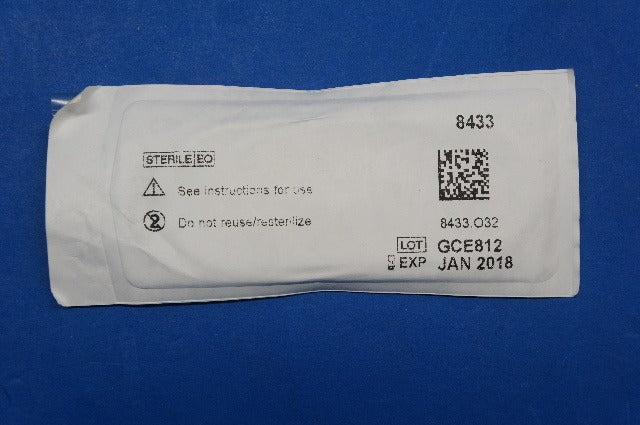 8433
STERILE EO
See instructions for use
Do not reuse/resterilize
8433.O32
LOT GCE812
EXP JAN 2018